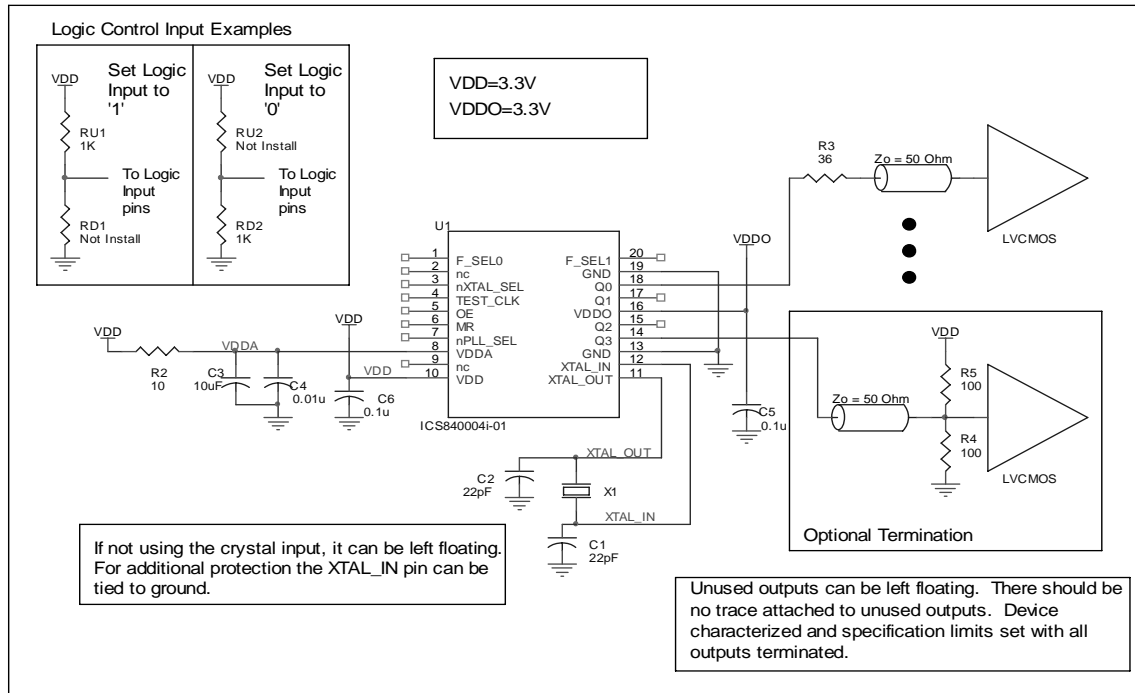 Logic Control Input Examples
VDD
Set Logic
Input to
'1'
RU1
1K
To Logic
Input
pins
RD1
Not Install
VDD
Set Logic
Input to
'0'
RU2
Not Install
To Logic
Input
pins
RD2
1K
VDD=3.3V
VDDO=3.3V
R3
36
Zo = 50 Ohm
LVCMOS
VDDO
U1
1 F_SEL0
2 nc
3 nXTAL_SEL
4 TEST_CLK
5 OE
6 MR
7 nPLL_SEL
8 VDDA
9 nc
10 VDD
20 F_SEL1
19 GND
18 Q0
17 Q1
16 VDDO
15 Q2
14 Q3
13 GND
12 XTAL_IN
11 XTAL_OUT
ICS840004i-01
VDD
R2
10
VDDA
C3
10uF
C4
0.01u
VDD
VDD
C6
0.1u
C5
0.1u
VDD
R5
100
Zo = 50 Ohm
R4
100
LVCMOS
Optional Termination
XTAL_OUT
C2
22pF
X1
XTAL_IN
C1
22pF
If not using the crystal input, it can be left floating.
For additional protection the XTAL_IN pin can be
tied to ground.
Unused outputs can be left floating. There should be
no trace attached to unused outputs. Device
characterized and specification limits set with all
outputs terminated.